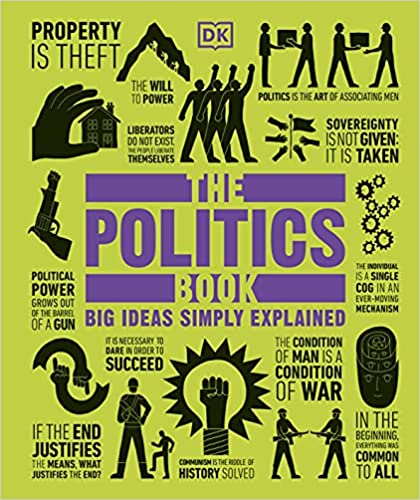 PROPERTY
IS THEFT
DK
THE WILL
TO POWER
POLITICS IS THE ART OF ASSOCIATING MEN
LIBERATORS
DO NOT EXIST.
THE PEOPLE LIBERATE
THEMSELVES
SOVEREIGNTY
IS NOT GIVEN:
IT IS TAKEN
THE
POLITICS
BOOK
BIG IDEAS SIMPLY EXPLAINED
POLITICAL
POWER
GROWS OUT
OF THE BARREL
OF A GUN
THE INDIVIDUAL
IS A SINGLE
COG IN AN
EVER-MOVING
MECHANISM
IT IS NECESSARY TO
DARE IN ORDER TO
SUCCEED
THE CONDITION
OF MAN IS A
CONDITION
OF WAR
IF THE END
JUSTIFIES
THE MEANS, WHAT
JUSTIFIES THE END?
COMMUNISM IS THE RIDDLE OF
HISTORY SOLVED
IN THE
BEGINNING,
EVERYTHING WAS
COMMON
TO ALL